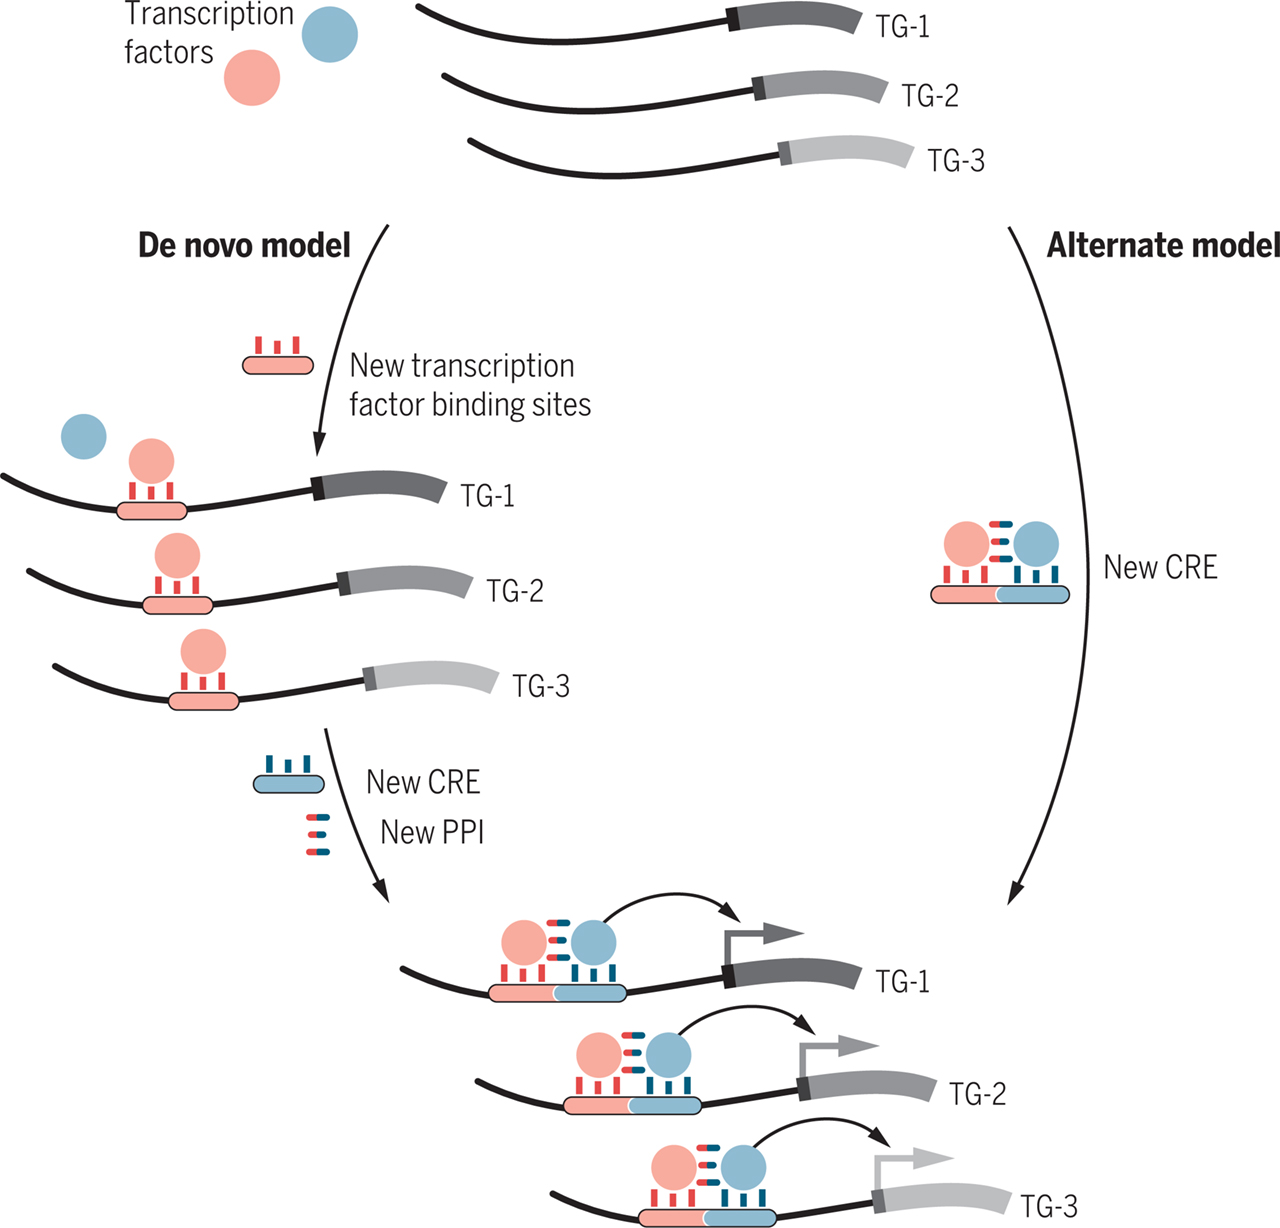 Transcription
factors
TG-1
TG-2
TG-3
De novo model
Alternate model
New transcription
factor binding sites
TG-1
TG-2
TG-3
New CRE
New CRE
New PPI
TG-1
TG-2
TG-3